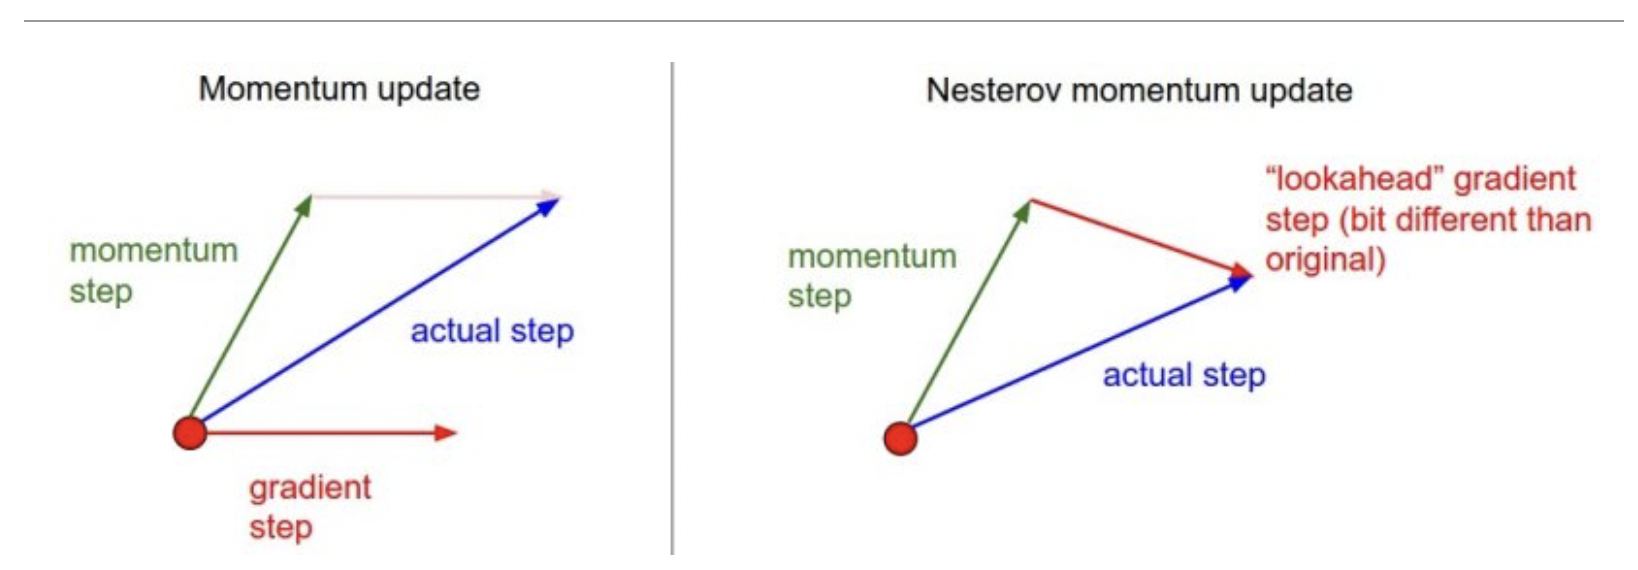 Momentum update
momentum
step
actual step
gradient
step
Nesterov momentum update
“lookahead” gradient
step (bit different than
original)
momentum
step
actual step